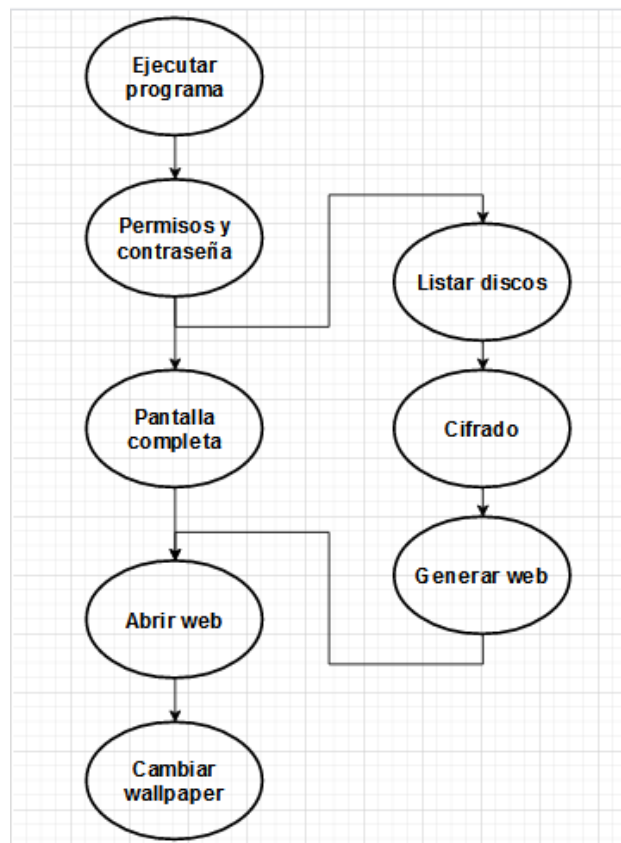 Ejecutar
programa
Permisos y
contraseña
Listar discos
Pantalla
completa
Cifrado
Generar web
Abrir web
Cambiar
wallpaper